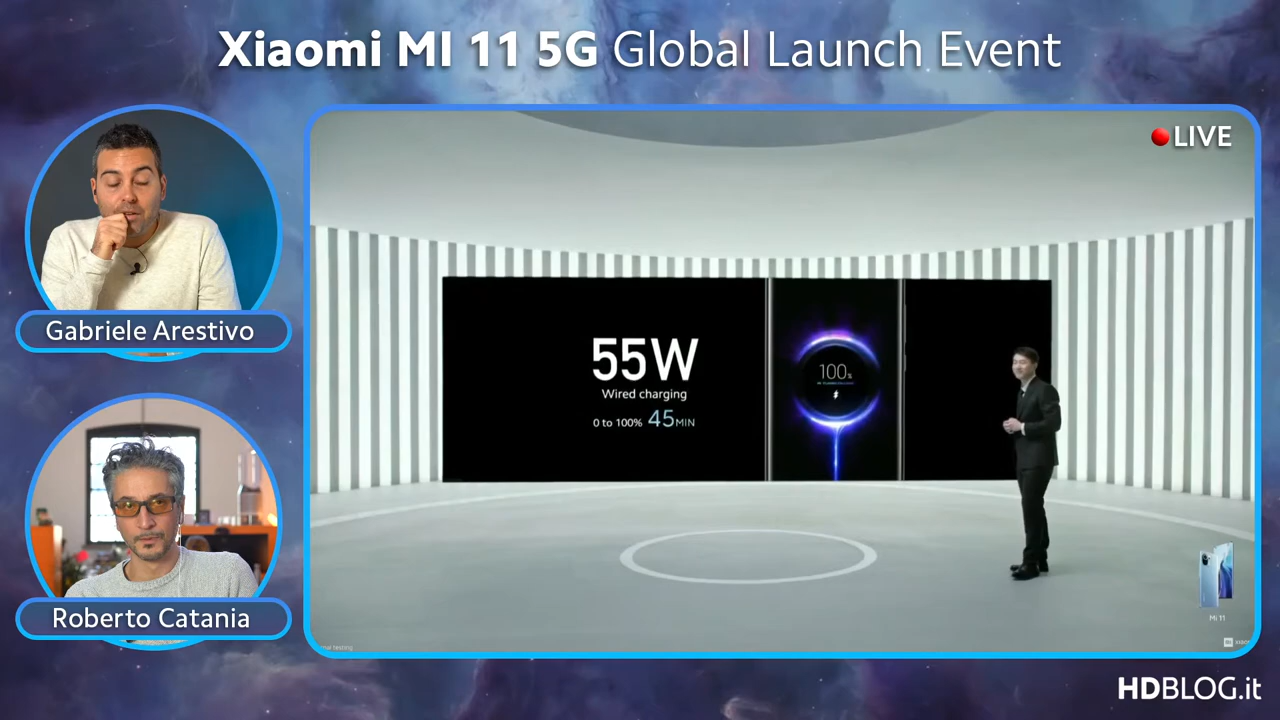 Xiaomi MI 11 5G Global Launch Event
LIVE
Gabriele Arestivo
Roberto Catania
55W
Wired charging
0 to 100% 45MIN
100%
Mi 11
HDBLOG.it